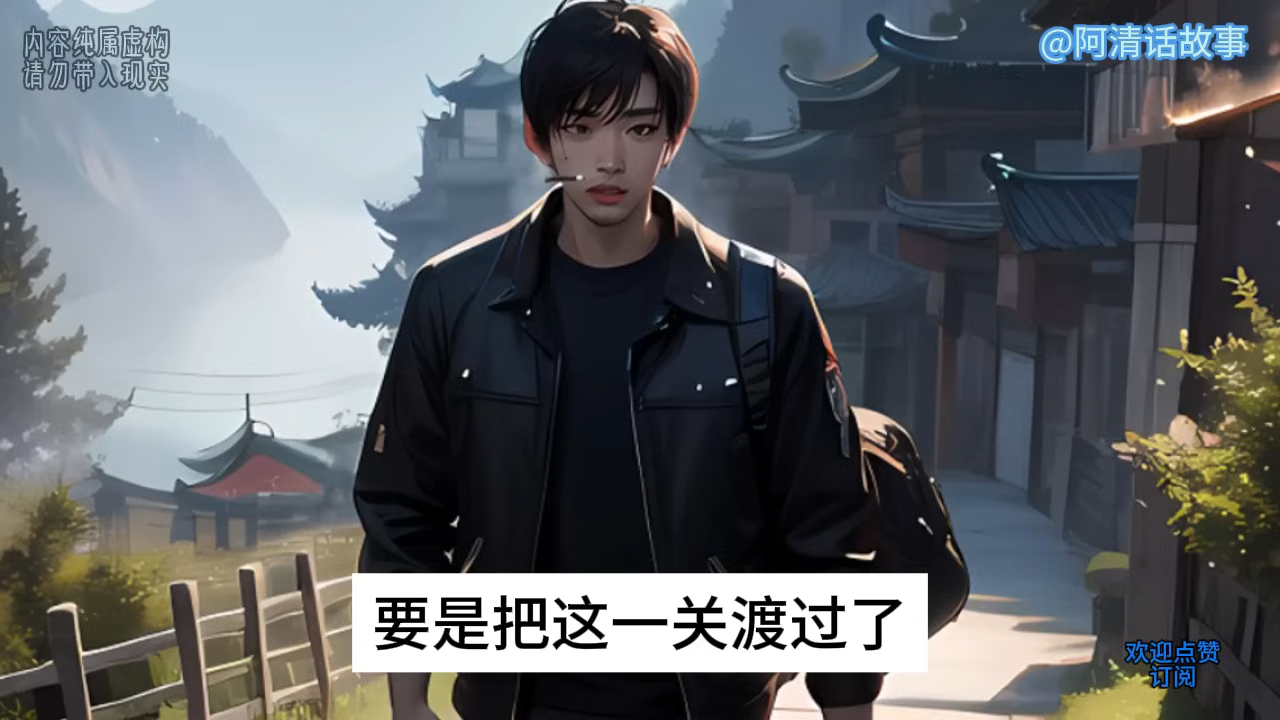 内容纯属虚构
请勿带入现实
@阿清话故事
要是把这一关渡过了
欢迎点赞
订阅